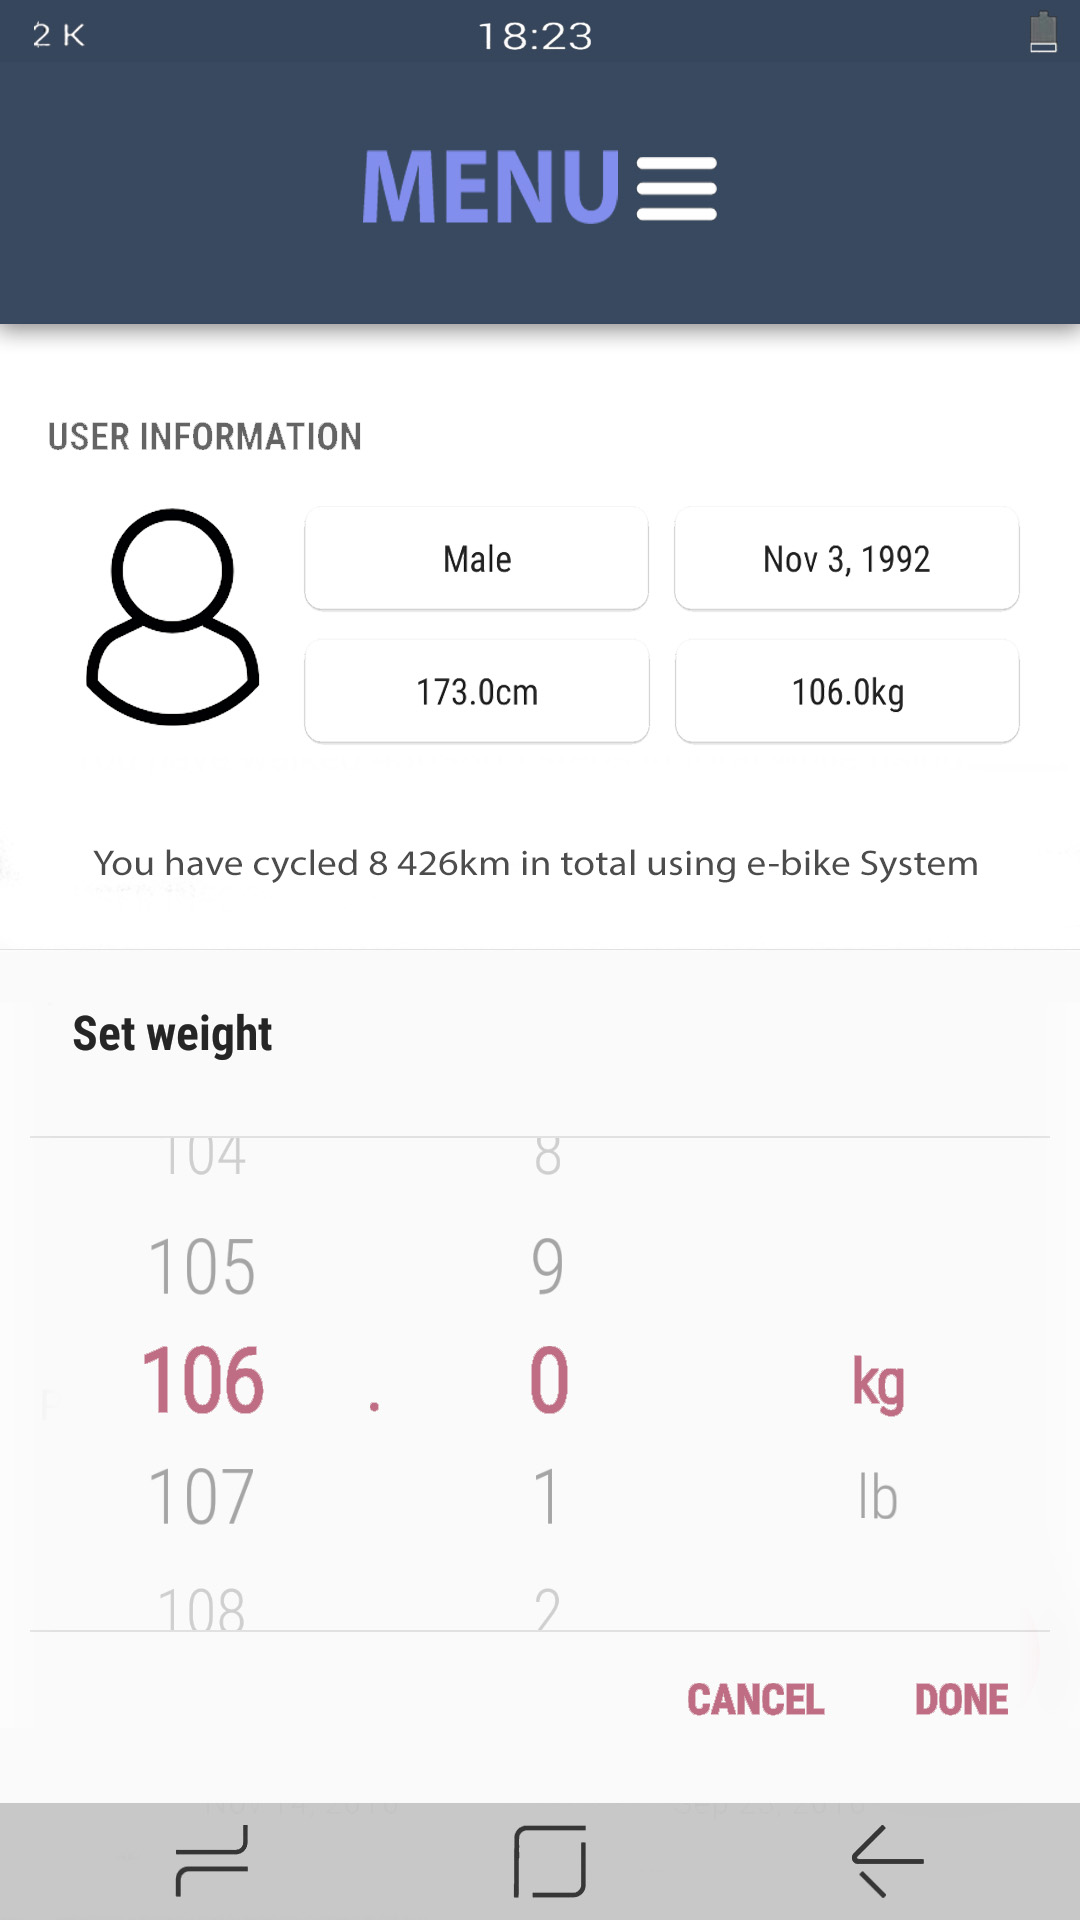 2 K 18:23
MENU
USER INFORMATION
Male Nov 3, 1992
173.0cm 106.0kg
You have cycled 8 426km in total using e-bike System
Set weight
104 8
105 9
106 . 0 kg
107 1 lb
108 2
CANCEL DONE